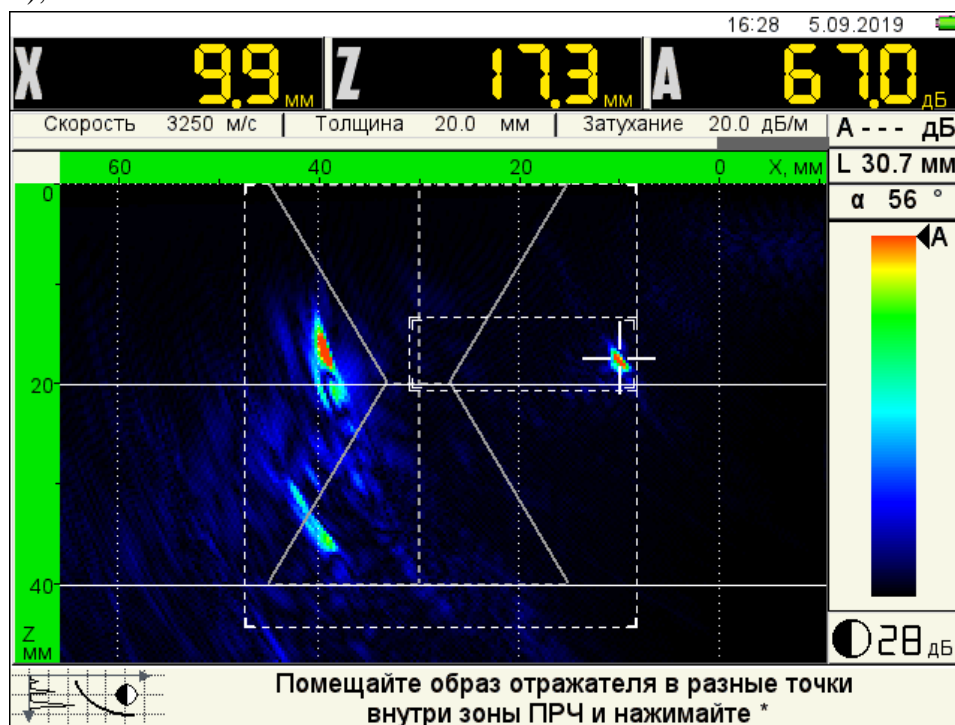 16:28 5.09.2019
X 9.9 мм Z 17.3 мм A 67.0 дБ
Скорость 3250 м/с | Толщина 20.0 мм | Затухание 20.0 дБ/м
A - - - дБ
L 30.7 мм
α 56 °
60 40 20 0 X, мм
0
A
20
40
Z
мм
28 дБ
Помещайте образ отражателя в разные точки
внутри зоны ПРЧ и нажимайте *